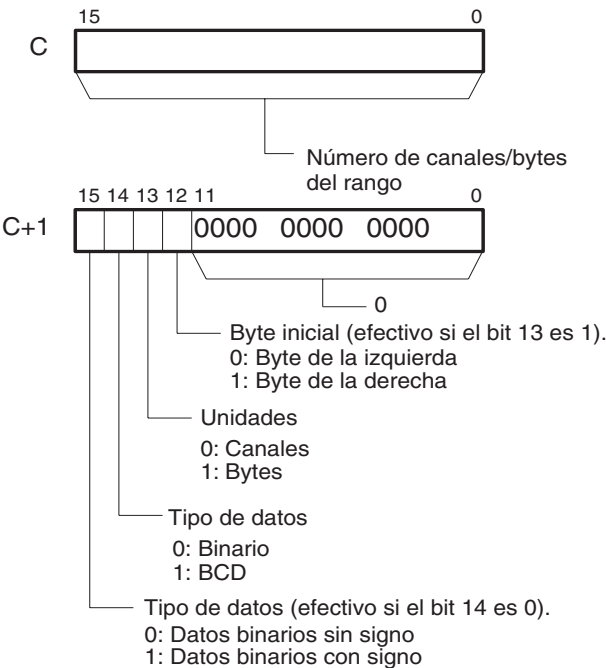 15 0
C
Número de canales/bytes
del rango
15 14 13 12 11 0
C+1
0000 0000 0000
0
Byte inicial (efectivo si el bit 13 es 1).
0: Byte de la izquierda
1: Byte de la derecha
Unidades
0: Canales
1: Bytes
Tipo de datos
0: Binario
1: BCD
Tipo de datos (efectivo si el bit 14 es 0).
0: Datos binarios sin signo
1: Datos binarios con signo